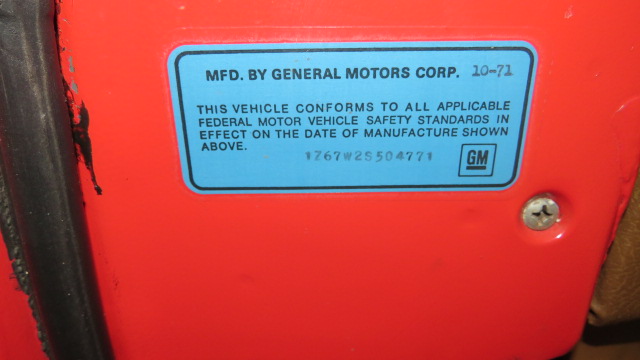 MFD. BY GENERAL MOTORS CORP. 10-71
THIS VEHICLE CONFORMS TO ALL APPLICABLE
FEDERAL MOTOR VEHICLE SAFETY STANDARDS IN
EFFECT ON THE DATE OF MANUFACTURE SHOWN
ABOVE.
1Z67W2S504771
GM